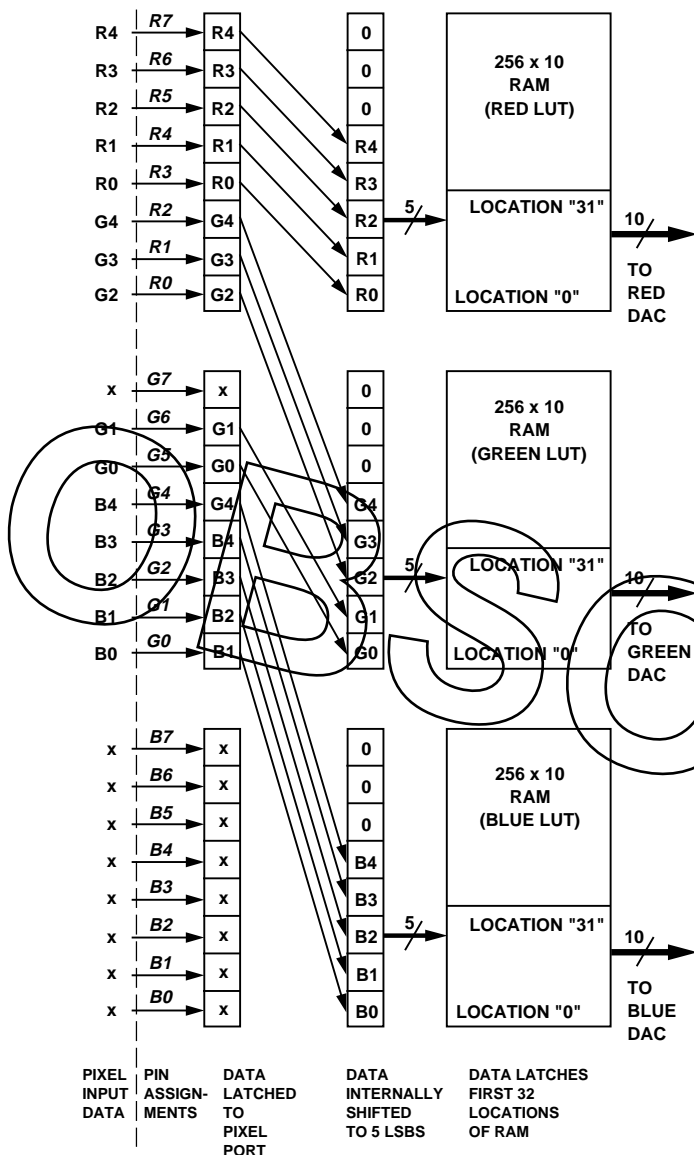 R4 R7 R4 0
R3 R6 R3 0 256 x 10
R2 R5 R2 0 RAM
(RED LUT)
R1 R4 R1 R4
R0 R3 R0 R3
G4 R2 G4 R2 5 LOCATION "31" 10
G3 R1 G3 R1
G2 R0 G2 R0 LOCATION "0"
TO
RED
DAC
x G7 x 0
G1 G6 G1 0 256 x 10
RAM
G0 G5 G0 0 (GREEN LUT)
B4 G4 G4 G4
B3 G3 B4 G3
B2 G2 B3 G2 5 LOCATION "31" 10
B1 G1 B2 G1
B0 G0 B1 G0 LOCATION "0"
TO
GREEN
DAC
x B7 x 0
x B6 x 0 256 x 10
RAM
x B5 x 0 (BLUE LUT)
x B4 x B4
x B3 x B3
x B2 x B2 5 LOCATION "31" 10
x B1 x B1
x B0 x B0 LOCATION "0"
TO
BLUE
DAC
PIXEL
INPUT
DATA
PIN
ASSIGN-
MENTS
DATA
LATCHED
TO
PIXEL
PORT
DATA
INTERNALLY
SHIFTED
TO 5 LSBS
DATA LATCHES
FIRST 32
LOCATIONS
OF RAM
OBSO